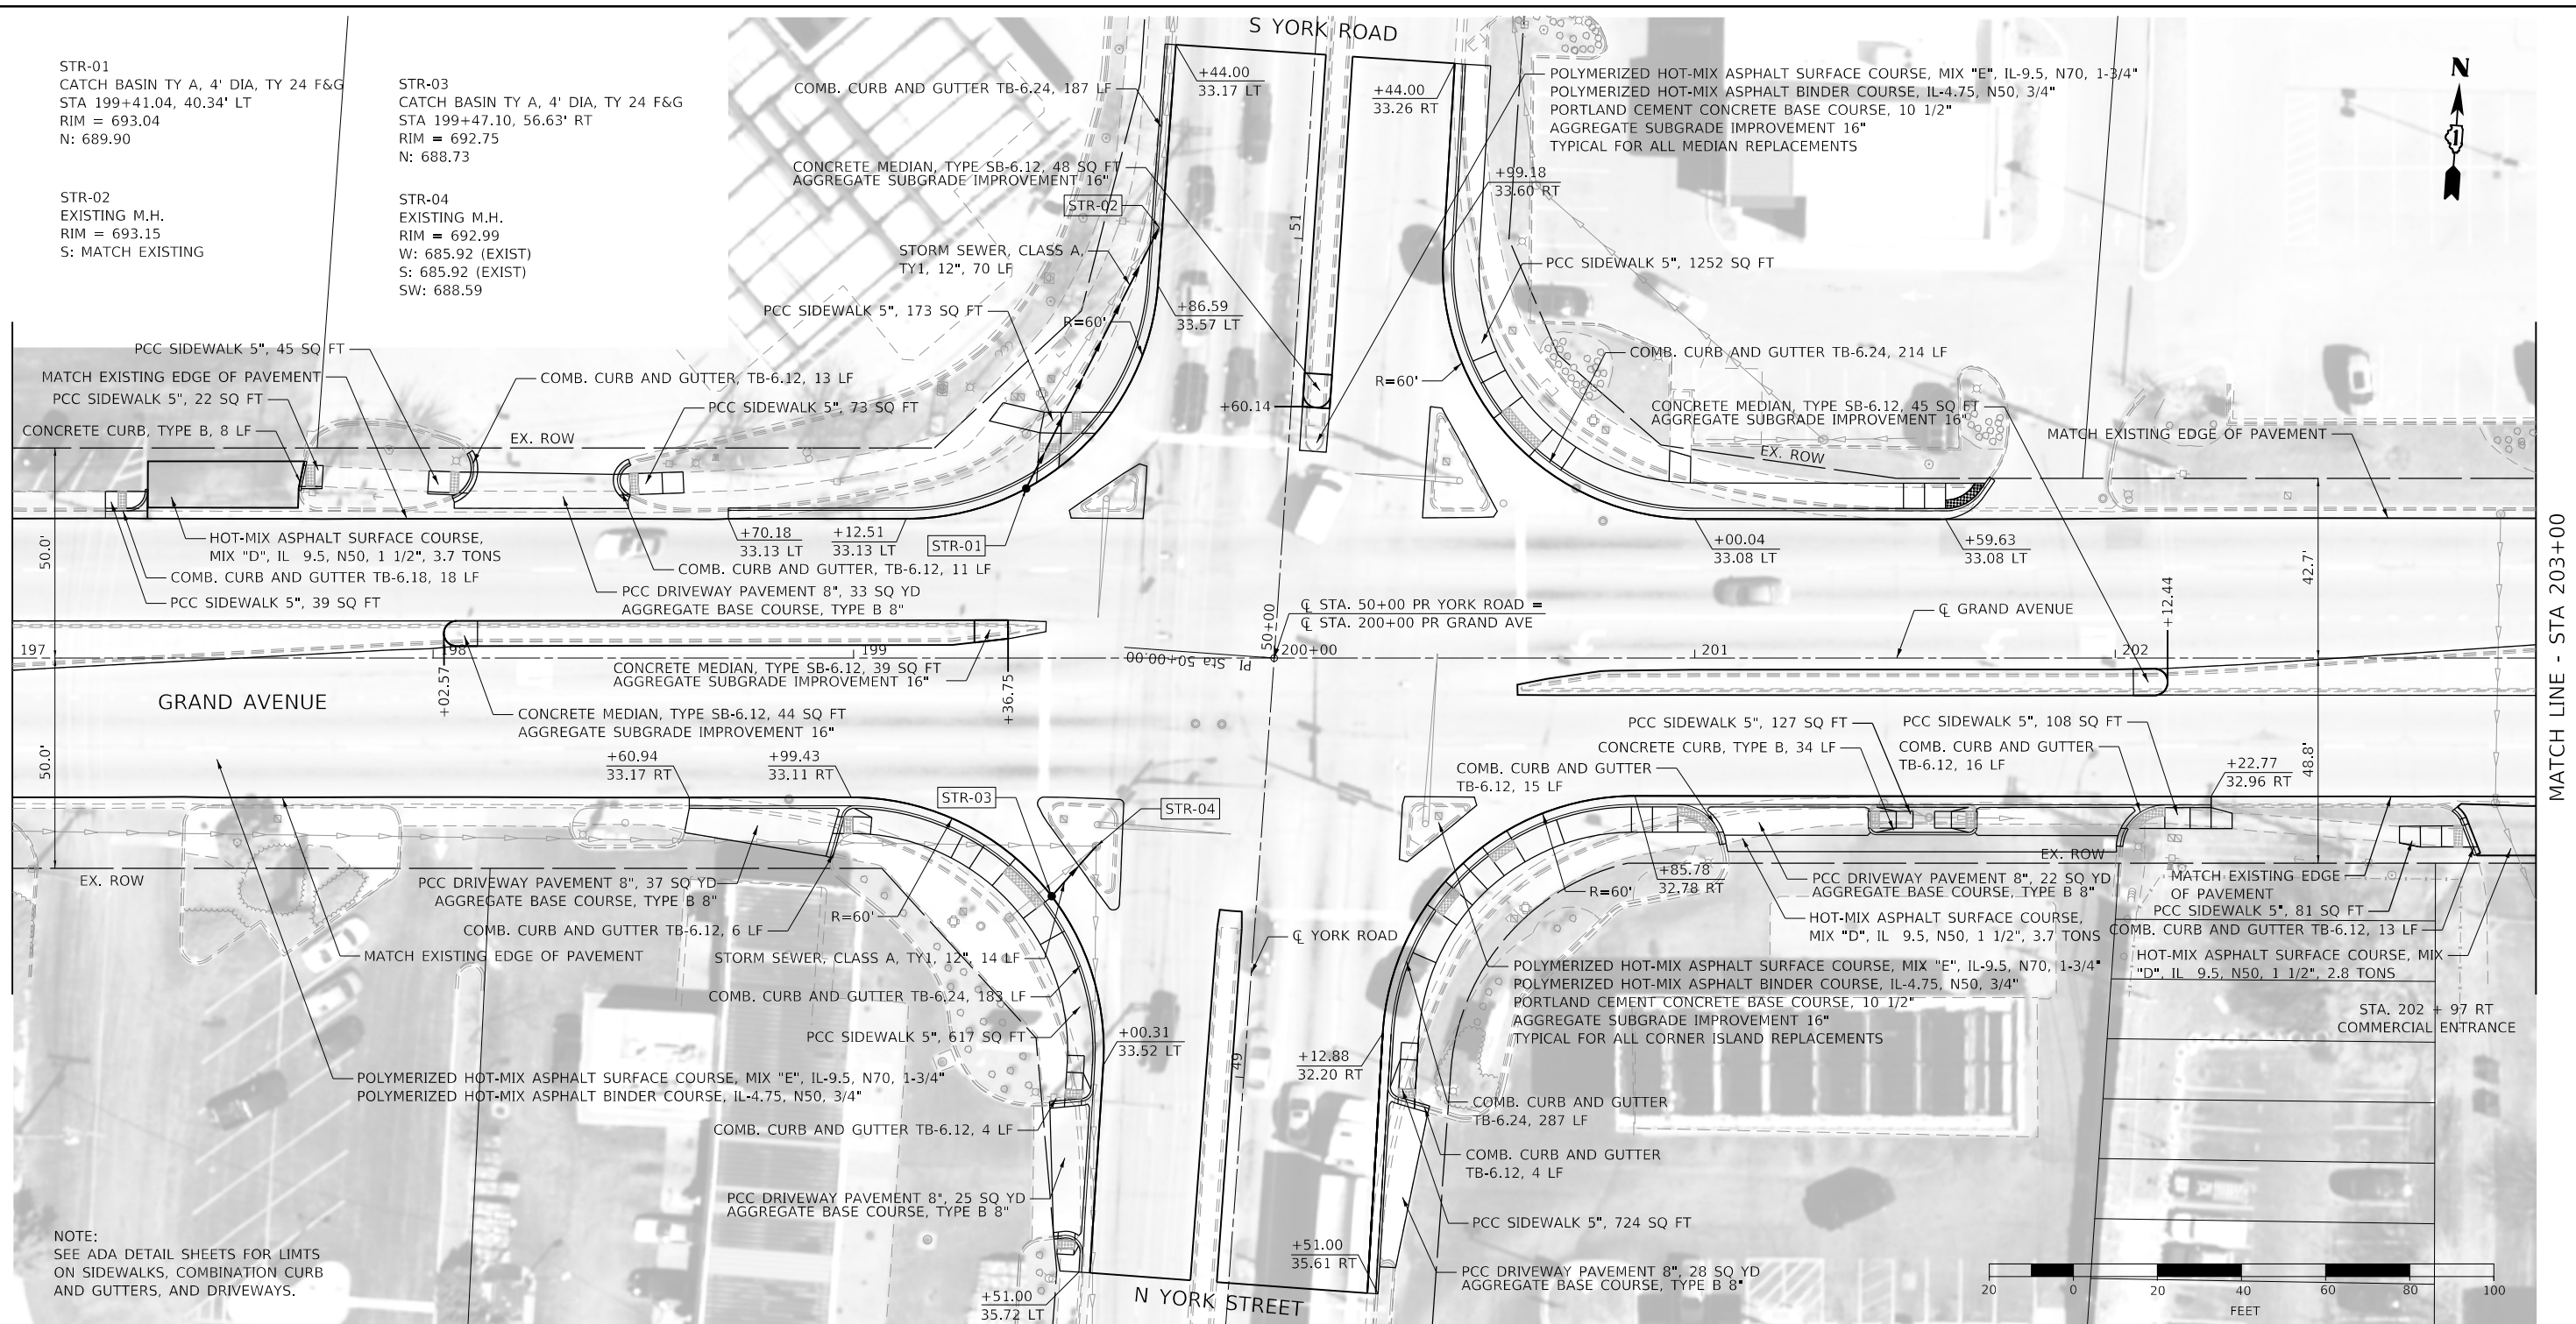 S YORK ROAD
STR-01
CATCH BASIN TY A, 4' DIA, TY 24 F&G
STA 199+41.04, 40.34' LT
RIM = 693.04
N: 689.90
STR-03
CATCH BASIN TY A, 4' DIA, TY 24 F&G
STA 199+47.10, 56.63' RT
RIM = 692.75
N: 688.73
STR-02
EXISTING M.H.
RIM = 693.15
S: MATCH EXISTING
STR-04
EXISTING M.H.
RIM = 692.99
W: 685.92 (EXIST)
S: 685.92 (EXIST)
SW: 688.59
COMB. CURB AND GUTTER TB-6.24, 187 LF
+44.00
33.17 LT
+44.00
33.26 RT
POLYMERIZED HOT-MIX ASPHALT SURFACE COURSE, MIX "E", IL-9.5, N70, 1-3/4"
POLYMERIZED HOT-MIX ASPHALT BINDER COURSE, IL-4.75, N50, 3/4"
PORTLAND CEMENT CONCRETE BASE COURSE, 10 1/2"
AGGREGATE SUBGRADE IMPROVEMENT 16"
TYPICAL FOR ALL MEDIAN REPLACEMENTS
N
1
CONCRETE MEDIAN, TYPE SB-6.12, 48 SQ FT
AGGREGATE SUBGRADE IMPROVEMENT 16"
STR-02
+99.18
33.60 RT
51
STORM SEWER, CLASS A,
TY1, 12", 70 LF
PCC SIDEWALK 5", 1252 SQ FT
PCC SIDEWALK 5", 173 SQ FT
R=60'
+86.59
33.57 LT
PCC SIDEWALK 5", 45 SQ FT
MATCH EXISTING EDGE OF PAVEMENT
PCC SIDEWALK 5", 22 SQ FT
CONCRETE CURB, TYPE B, 8 LF
COMB. CURB AND GUTTER, TB-6.12, 13 LF
PCC SIDEWALK 5", 73 SQ FT
EX. ROW
R=60'
+60.14
COMB. CURB AND GUTTER TB-6.24, 214 LF
CONCRETE MEDIAN, TYPE SB-6.12, 45 SQ FT
AGGREGATE SUBGRADE IMPROVEMENT 16"
MATCH EXISTING EDGE OF PAVEMENT
EX. ROW
50.0'
HOT-MIX ASPHALT SURFACE COURSE,
MIX "D", IL 9.5, N50, 1 1/2", 3.7 TONS
COMB. CURB AND GUTTER TB-6.18, 18 LF
PCC SIDEWALK 5", 39 SQ FT
+70.18
33.13 LT
+12.51
33.13 LT
STR-01
COMB. CURB AND GUTTER, TB-6.12, 11 LF
PCC DRIVEWAY PAVEMENT 8", 33 SQ YD
AGGREGATE BASE COURSE, TYPE B 8"
+00.04
33.08 LT
+59.63
33.08 LT
42.7'
+12.44
℄ STA. 50+00 PR YORK ROAD =
℄ STA. 200+00 PR GRAND AVE
℄ GRAND AVENUE
50+00
MATCH LINE - STA 203+00
197
198
199
PI Sta 50+00.00
200+00
201
202
+02.57
CONCRETE MEDIAN, TYPE SB-6.12, 39 SQ FT
AGGREGATE SUBGRADE IMPROVEMENT 16"
+36.75
GRAND AVENUE
CONCRETE MEDIAN, TYPE SB-6.12, 44 SQ FT
AGGREGATE SUBGRADE IMPROVEMENT 16"
50.0'
+60.94
33.17 RT
+99.43
33.11 RT
STR-03
STR-04
PCC SIDEWALK 5", 127 SQ FT
CONCRETE CURB, TYPE B, 34 LF
COMB. CURB AND GUTTER
TB-6.12, 15 LF
PCC SIDEWALK 5", 108 SQ FT
COMB. CURB AND GUTTER
TB-6.12, 16 LF
+22.77
32.96 RT
48.8'
EX. ROW
PCC DRIVEWAY PAVEMENT 8", 37 SQ YD
AGGREGATE BASE COURSE, TYPE B 8"
COMB. CURB AND GUTTER TB-6.12, 6 LF
R=60'
MATCH EXISTING EDGE OF PAVEMENT
STORM SEWER, CLASS A, TY1, 12", 14 LF
COMB. CURB AND GUTTER TB-6.24, 183 LF
PCC SIDEWALK 5", 617 SQ FT
℄ YORK ROAD
R=60'
+85.78
32.78 RT
EX. ROW
PCC DRIVEWAY PAVEMENT 8", 22 SQ YD
AGGREGATE BASE COURSE, TYPE B 8"
HOT-MIX ASPHALT SURFACE COURSE,
MIX "D", IL 9.5, N50, 1 1/2", 3.7 TONS
MATCH EXISTING EDGE
OF PAVEMENT
PCC SIDEWALK 5", 81 SQ FT
COMB. CURB AND GUTTER TB-6.12, 13 LF
HOT-MIX ASPHALT SURFACE COURSE, MIX
"D", IL 9.5, N50, 1 1/2", 2.8 TONS
STA. 202 + 97 RT
COMMERCIAL ENTRANCE
POLYMERIZED HOT-MIX ASPHALT SURFACE COURSE, MIX "E", IL-9.5, N70, 1-3/4"
POLYMERIZED HOT-MIX ASPHALT BINDER COURSE, IL-4.75, N50, 3/4"
PORTLAND CEMENT CONCRETE BASE COURSE, 10 1/2"
AGGREGATE SUBGRADE IMPROVEMENT 16"
TYPICAL FOR ALL CORNER ISLAND REPLACEMENTS
+00.31
33.52 LT
+12.88
32.20 RT
49
POLYMERIZED HOT-MIX ASPHALT SURFACE COURSE, MIX "E", IL-9.5, N70, 1-3/4"
POLYMERIZED HOT-MIX ASPHALT BINDER COURSE, IL-4.75, N50, 3/4"
COMB. CURB AND GUTTER TB-6.12, 4 LF
COMB. CURB AND GUTTER
TB-6.24, 287 LF
COMB. CURB AND GUTTER
TB-6.12, 4 LF
PCC DRIVEWAY PAVEMENT 8", 25 SQ YD
AGGREGATE BASE COURSE, TYPE B 8"
PCC SIDEWALK 5", 724 SQ FT
NOTE:
SEE ADA DETAIL SHEETS FOR LIMTS
ON SIDEWALKS, COMBINATION CURB
AND GUTTERS, AND DRIVEWAYS.
+51.00
35.61 RT
PCC DRIVEWAY PAVEMENT 8", 28 SQ YD
AGGREGATE BASE COURSE, TYPE B 8"
+51.00
35.72 LT
N YORK STREET
20 0 20 40 60 80 100
FEET